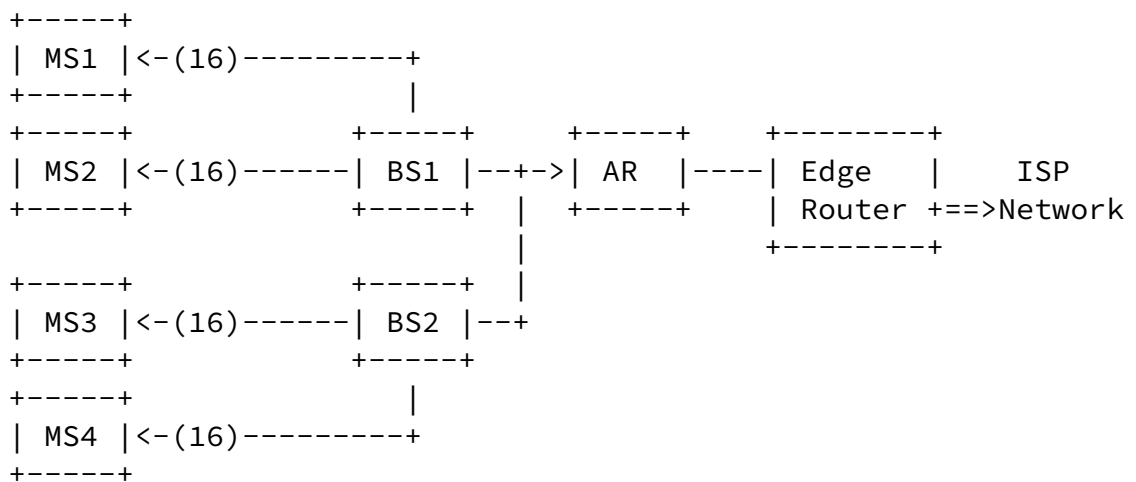 +-----+
| MS1 |<-(16)---------+
+-----+              |
+-----+           +-----+     +-----+    +--------+
| MS2 |<-(16)------| BS1 |--+->| AR  |----| Edge   |    ISP
+-----+           +-----+  |  +-----+    | Router +==>Network
                           |             +--------+
+-----+           +-----+  |
| MS3 |<-(16)------| BS2 |--+
+-----+           +-----+
+-----+              |
| MS4 |<-(16)---------+
+-----+